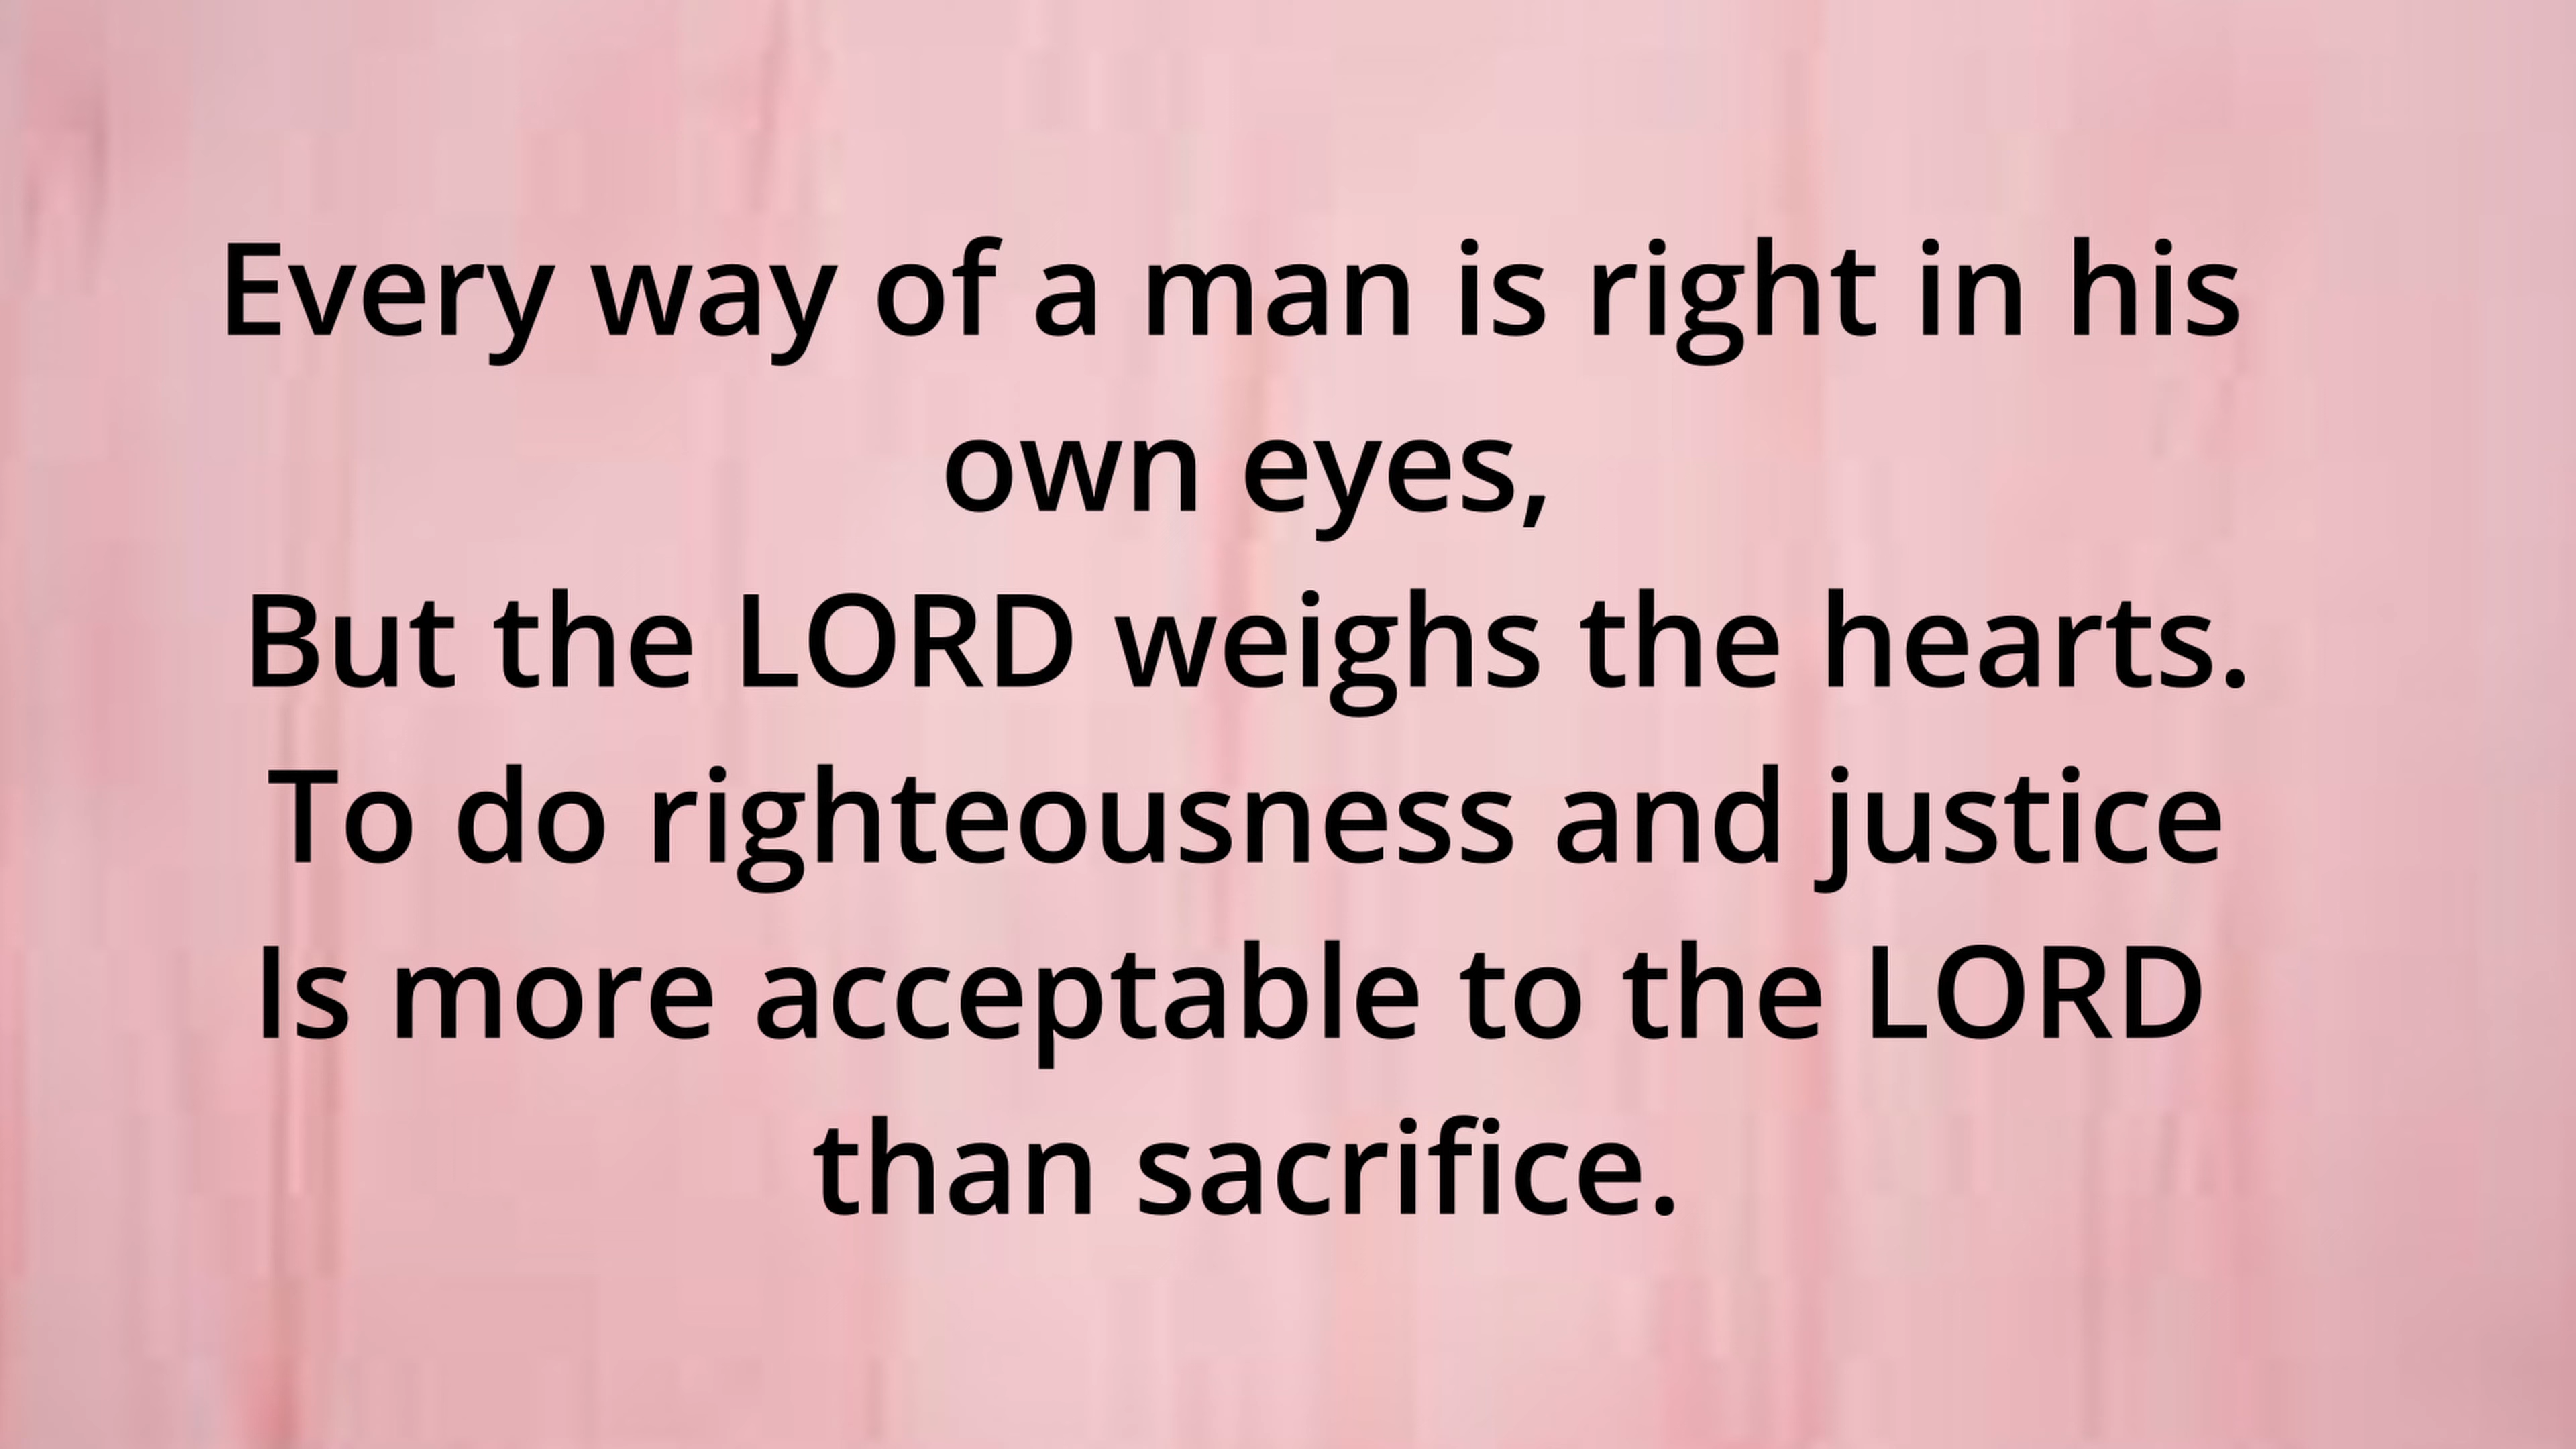 Every way of a man is right in his
own eyes,
But the LORD weighs the hearts.
To do righteousness and justice
Is more acceptable to the LORD
than sacrifice.